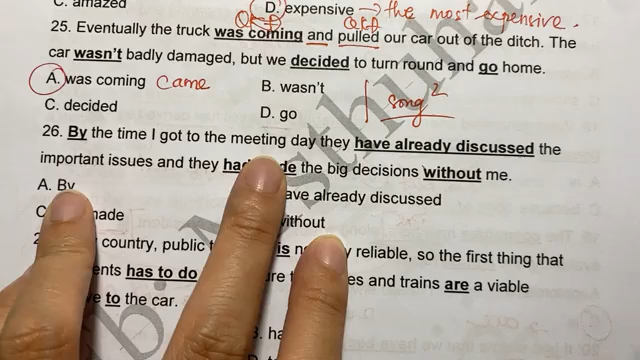 C. amazed D. expensive → the most expensive.
25. Eventually the truck was coming and pulled our car out of the ditch. The
car wasn't badly damaged, but we decided to turn round and go home.
A. was coming came B. wasn't
C. decided D. go song 2
26. By the time I got to the meeting day they have already discussed the
important issues and they had de the big decisions without me.
A. By ave already discussed
C made without
country, public is no y reliable, so the first thing that
ents has to do ure es and trains are a viable
e to the car.
B. ha